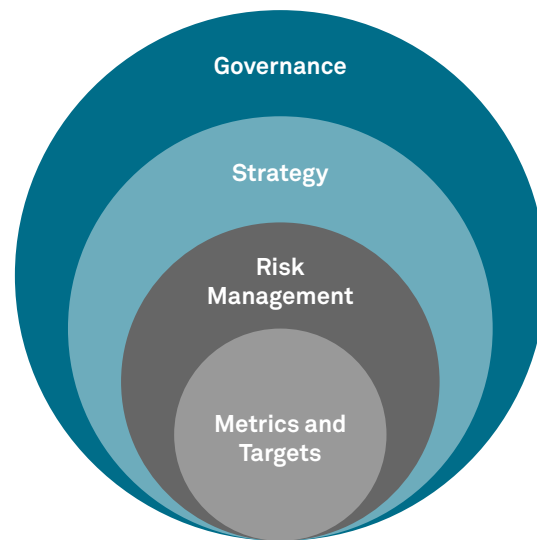 Governance
Strategy
Risk
Management
Metrics and
Targets